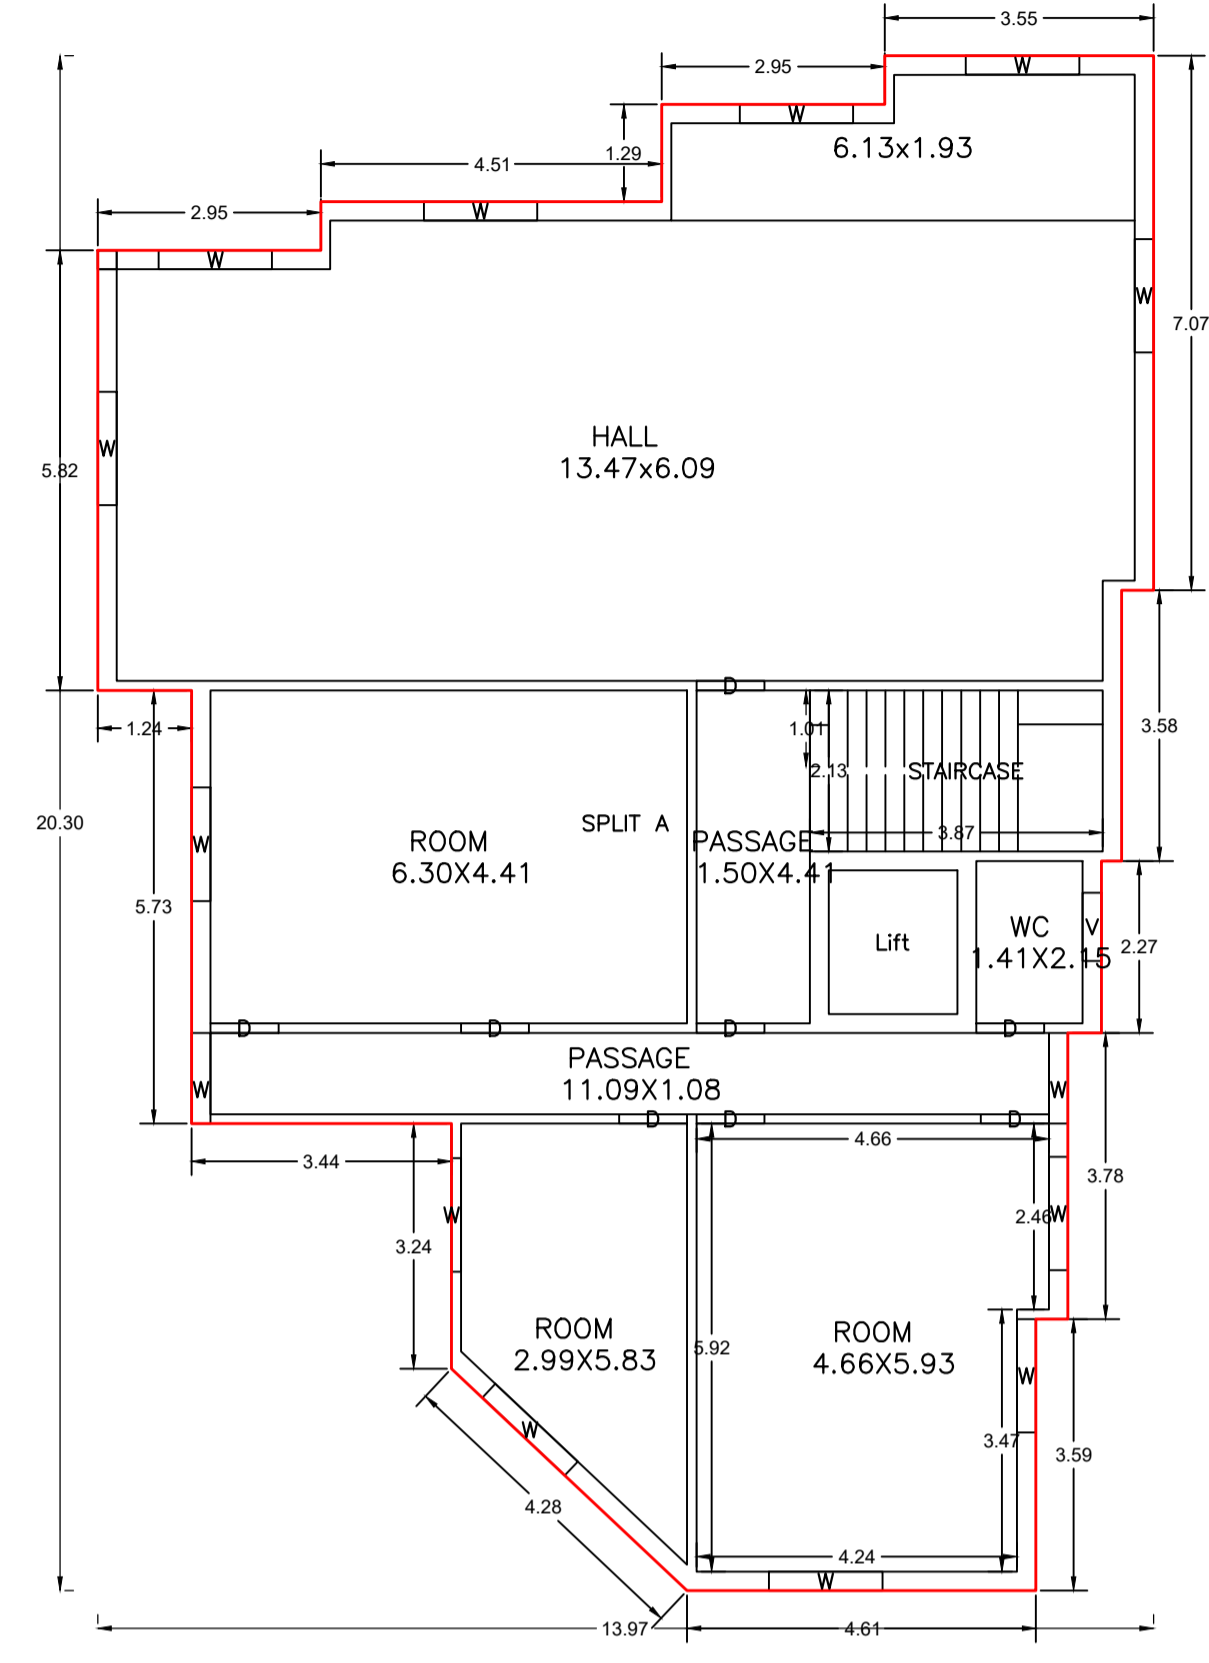 3.55
2.95
W
W
6.13x1.93
1.29
4.51
W
2.95
W
W
7.07
HALL
13.47x6.09
W
5.82
D
1.24
1.01
3.58
2.13
STAIRCASE
20.30
SPLIT A
3.87
ROOM
6.30X4.41
W
PASSAGE
1.50X4.41
5.73
Lift
WC
1.41X2.15
V
2.27
D
D
D
D
PASSAGE
11.09X1.08
W
W
D
D
D
4.66
3.44
3.78
W
2.46
W
3.24
ROOM
2.99X5.83
5.92
ROOM
4.66X5.93
W
W
3.47
3.59
4.28
4.24
W
13.97
4.61